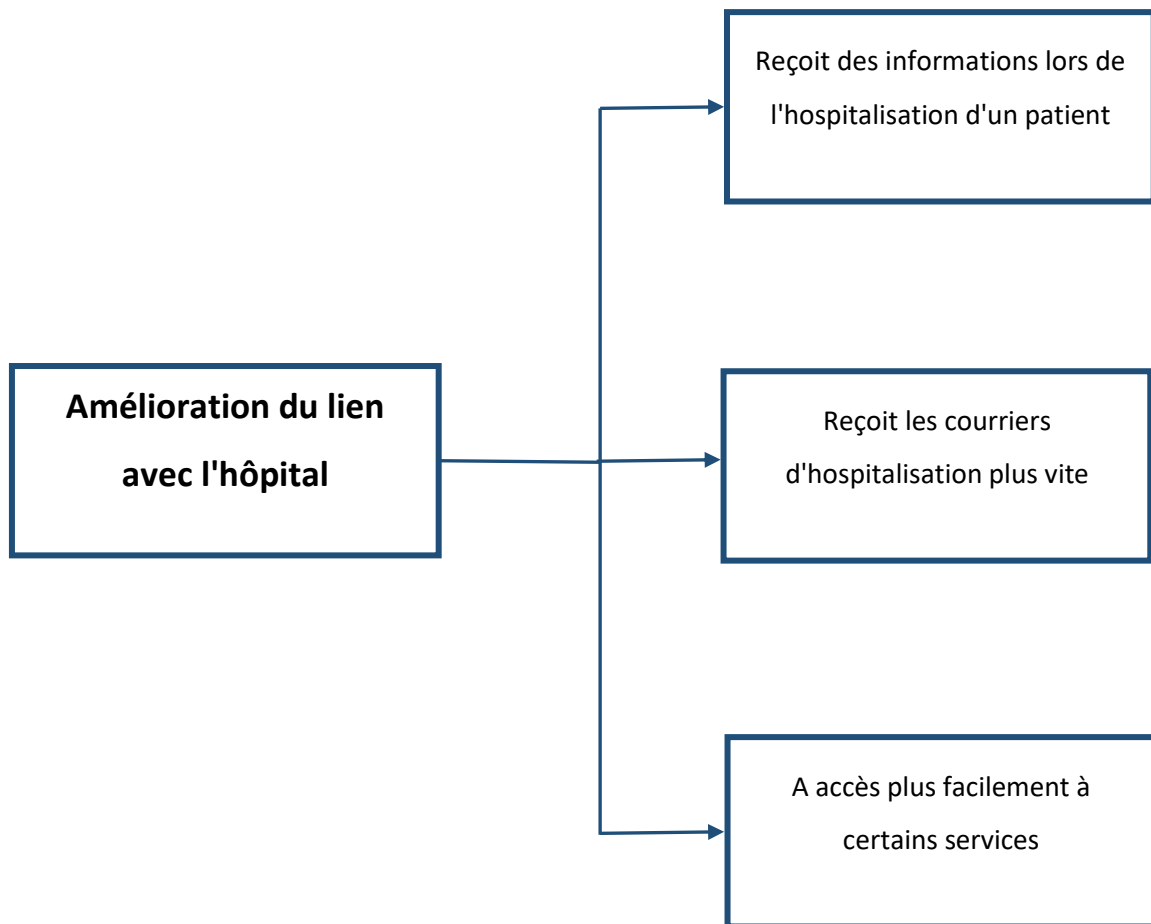 Reçoit des informations lors de
l'hospitalisation d'un patient
Amélioration du lien
avec l'hôpital
Reçoit les courriers
d'hospitalisation plus vite
A accès plus facilement à
certains services